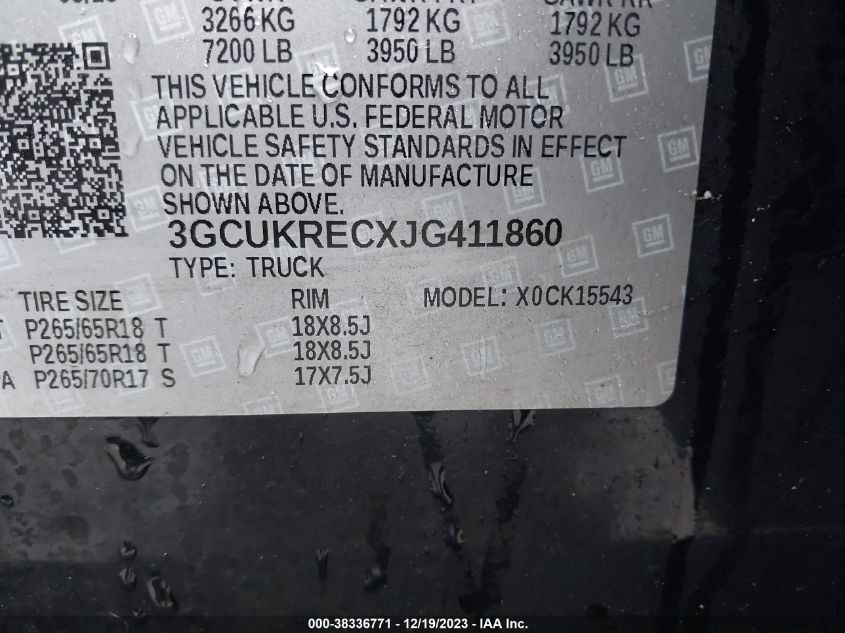 3266 KG 1792 KG 1792 KG
7200 LB 3950 LB 3950 LB
THIS VEHICLE CONFORMS TO ALL
APPLICABLE U.S. FEDERAL MOTOR
VEHICLE SAFETY STANDARDS IN EFFECT
ON THE DATE OF MANUFACTURE
SHOWN ABOVE.
3GCUKRECXJG411860
TYPE: TRUCK
TIRE SIZE RIM MODEL: X0CK15543
T P265/65R18 T 18X8.5J
P265/65R18 T 18X8.5J
A P265/70R17 S 17X7.5J
000-38336771 - 12/19/2023 - IAA Inc.